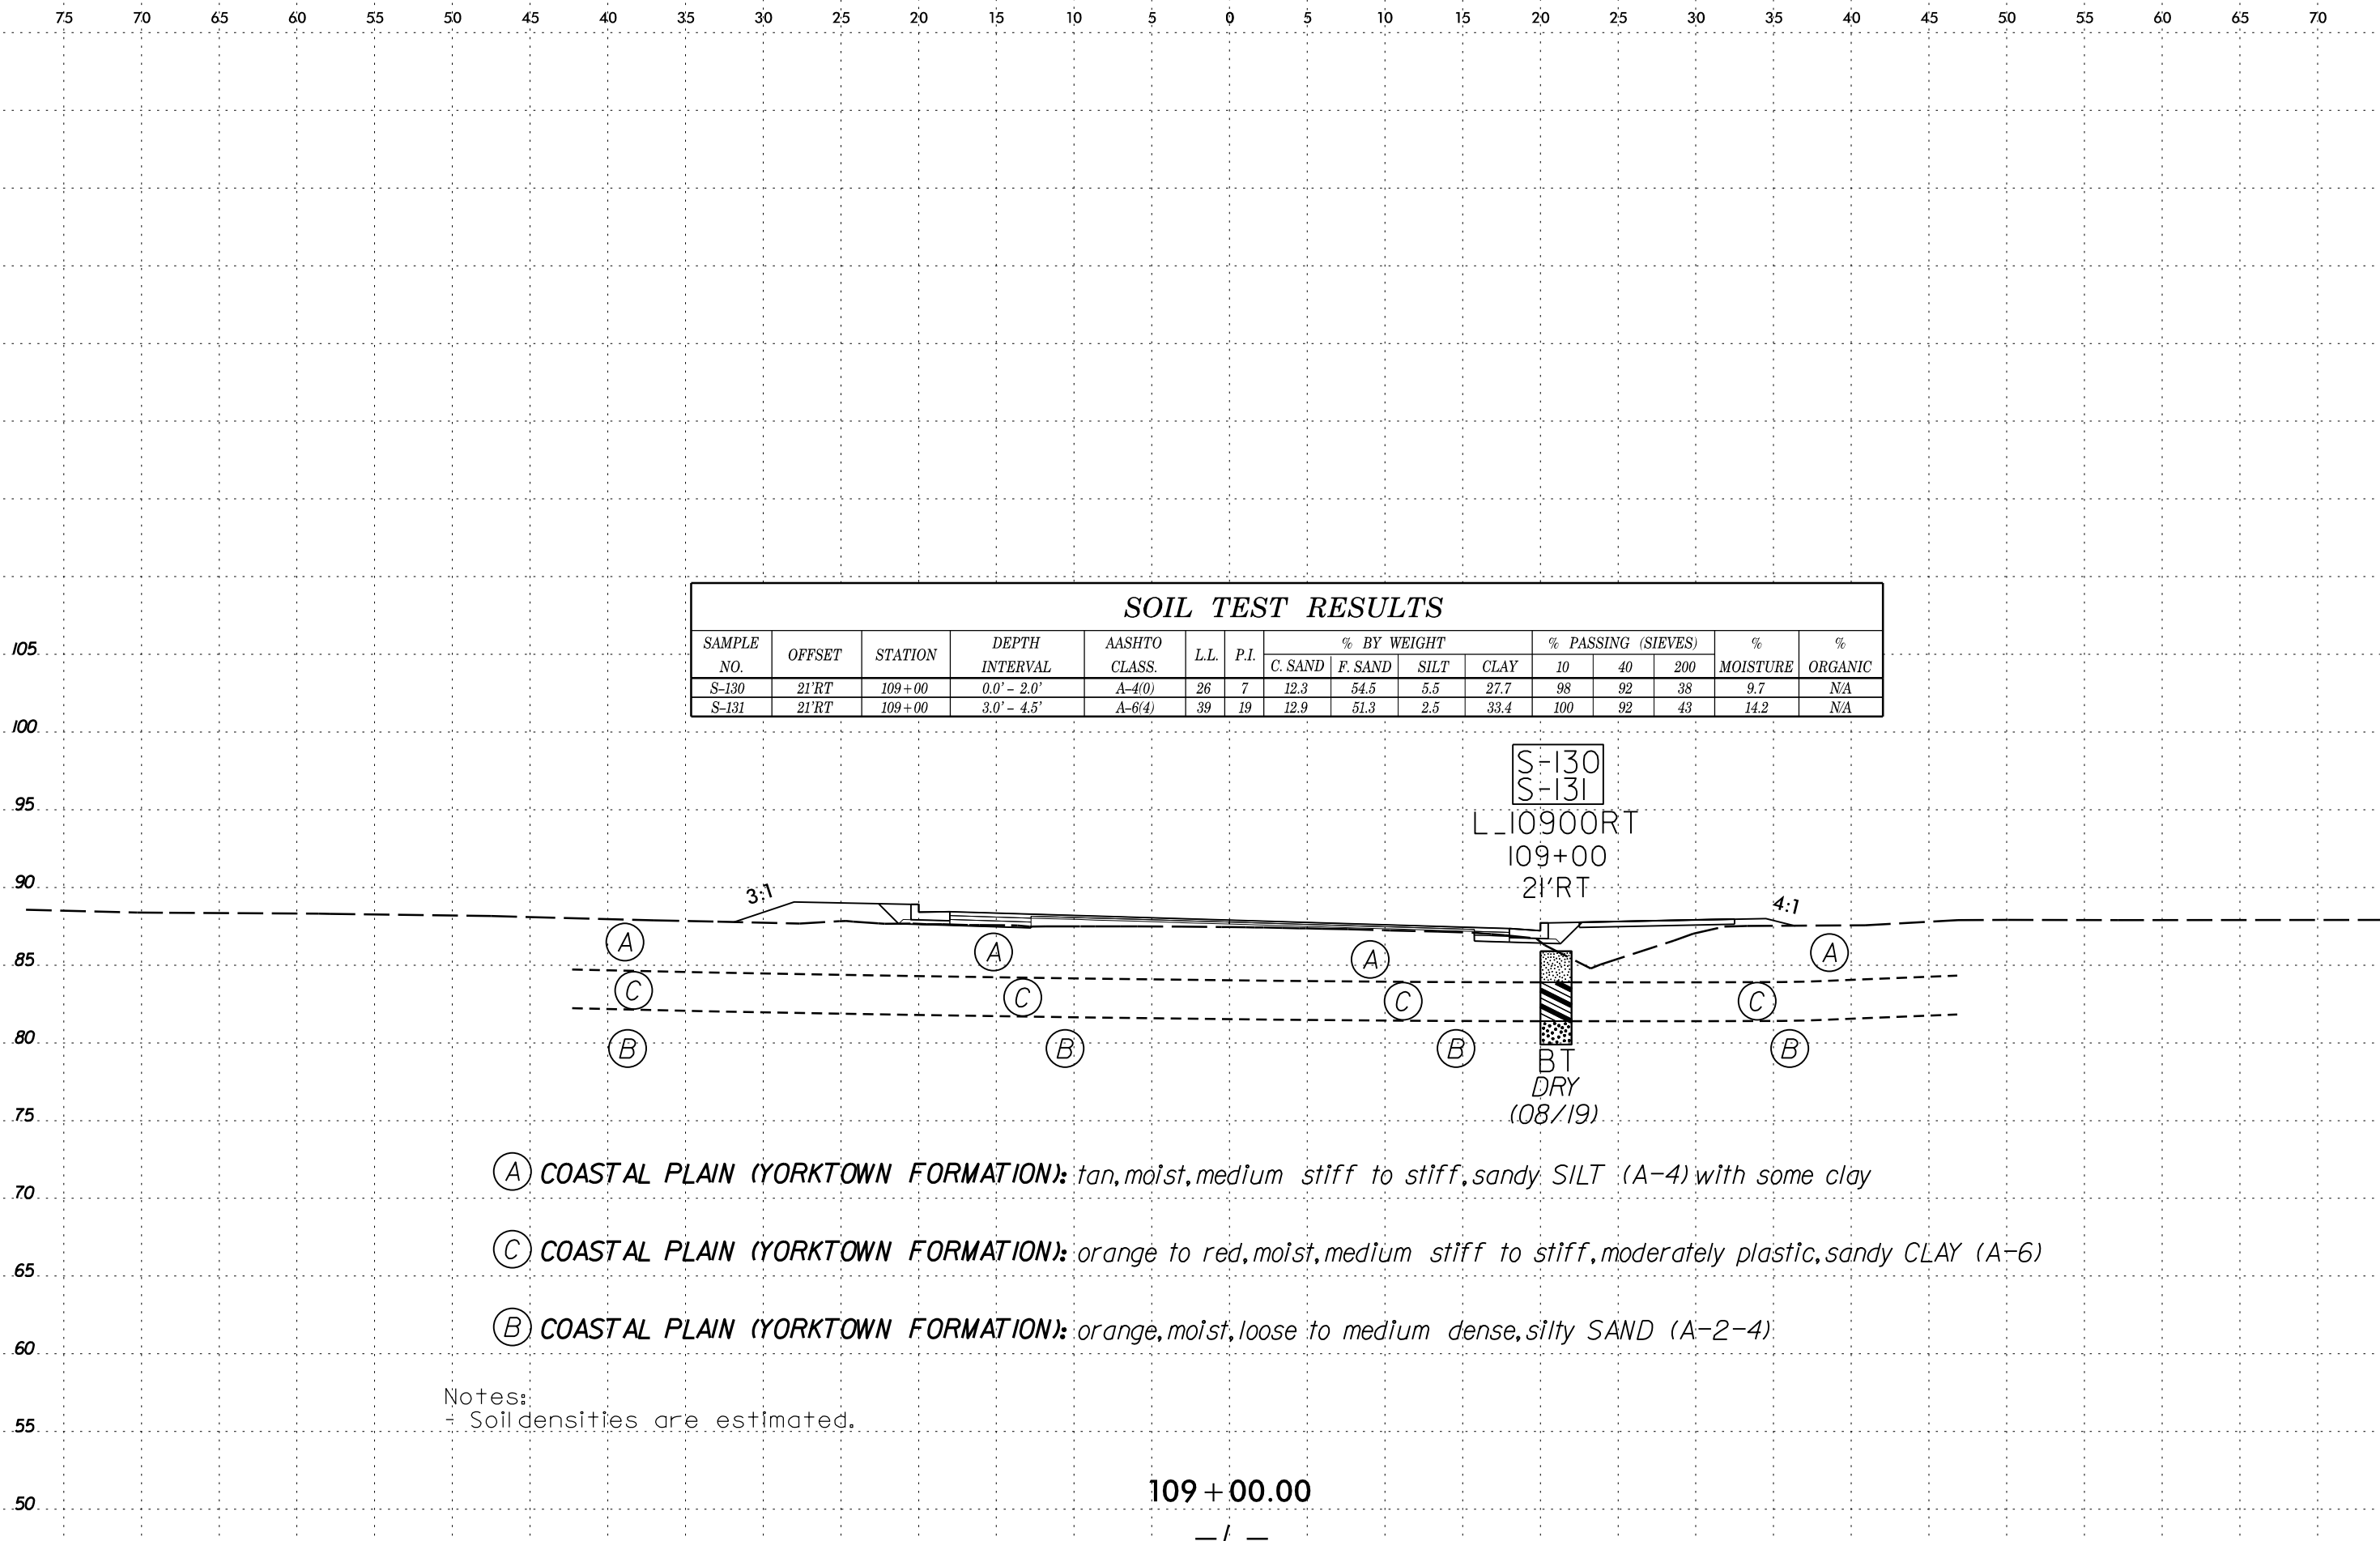 75 70 65 60 55 50 45 40 35 30 25 20 15 10 5 0 5 10 15 20 25 30 35 40 45 50 55 60 65 70
SOIL TEST RESULTS
SAMPLE NO. OFFSET STATION DEPTH INTERVAL AASHTO CLASS. L.L. P.I. % BY WEIGHT C. SAND F. SAND SILT CLAY % PASSING (SIEVES) 10 40 200 % MOISTURE % ORGANIC
S-130 21'RT 109+00 0.0' - 2.0' A-4(0) 26 7 12.3 54.5 5.5 27.7 98 92 38 9.7 N/A
S-131 21'RT 109+00 3.0' - 4.5' A-6(4) 39 19 12.9 51.3 2.5 33.4 100 92 43 14.2 N/A
105
100
S-130
S-131
95
L_10900RT
109+00
21'RT
90
3:1
4:1
A A A A
85
C C C C
80
B B B B
BT
DRY
(08/19)
75
A COASTAL PLAIN (YORKTOWN FORMATION): tan, moist, medium stiff to stiff, sandy SILT (A-4) with some clay
70
C COASTAL PLAIN (YORKTOWN FORMATION): orange to red, moist, medium stiff to stiff, moderately plastic, sandy CLAY (A-6)
65
B COASTAL PLAIN (YORKTOWN FORMATION): orange, moist, loose to medium dense, silty SAND (A-2-4)
60
Notes:
- Soil densities are estimated.
55
50
109+00.00